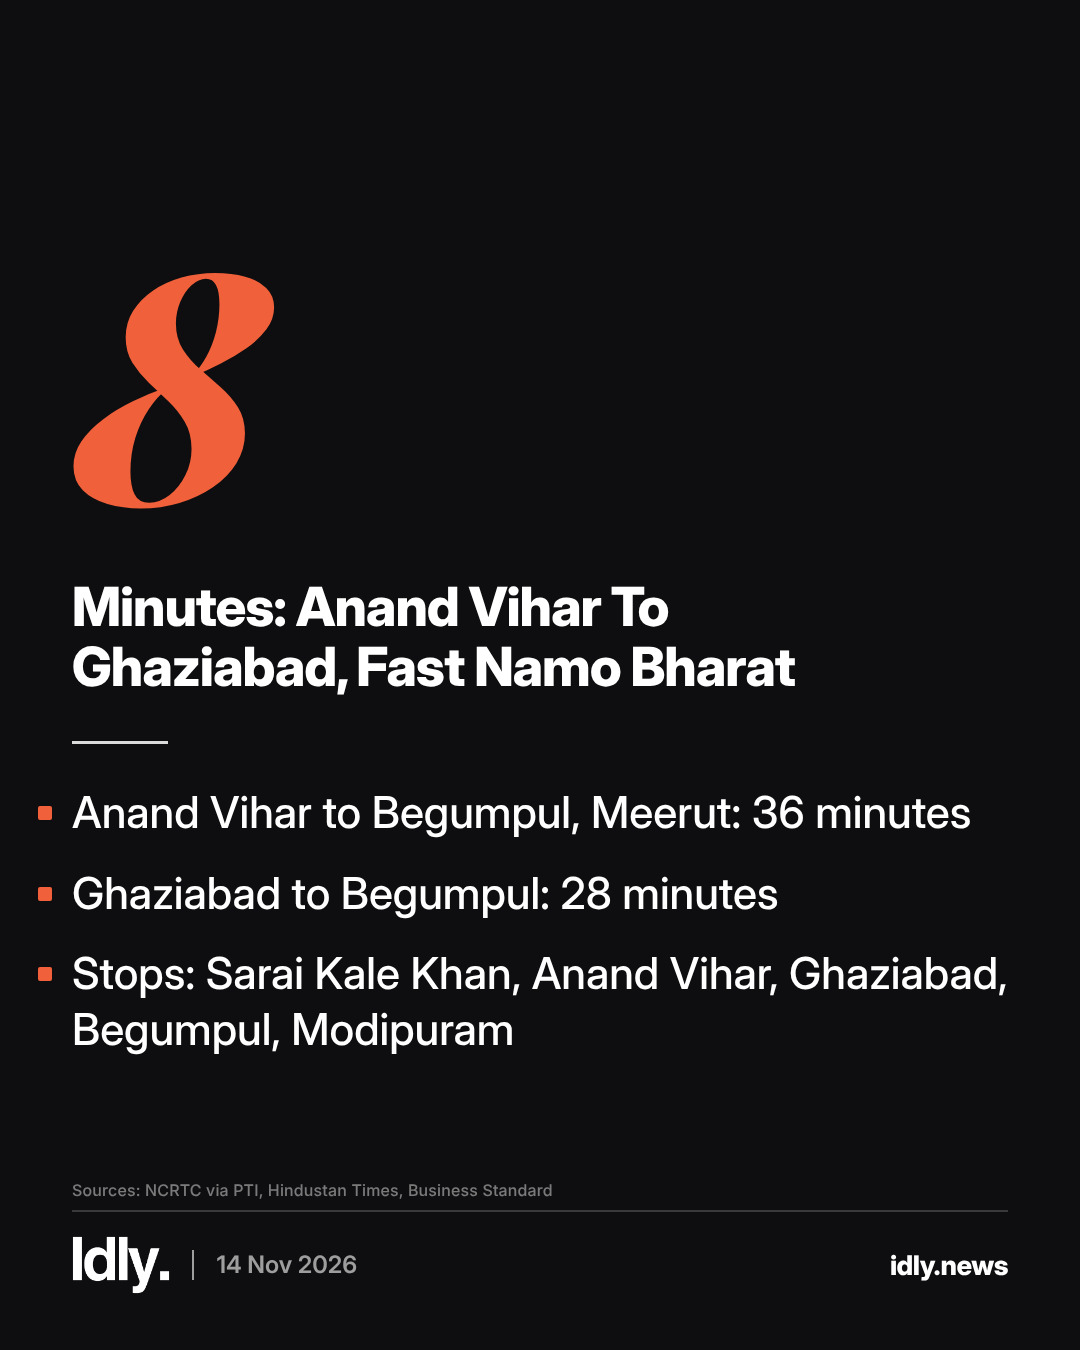 8
Minutes: Anand Vihar To
Ghaziabad, Fast Namo Bharat
Anand Vihar to Begumpul, Meerut: 36 minutes
Ghaziabad to Begumpul: 28 minutes
Stops: Sarai Kale Khan, Anand Vihar, Ghaziabad,
Begumpul, Modipuram
Sources: NCRTC via PTI, Hindustan Times, Business Standard
Idly. | 14 Nov 2026
idly.news